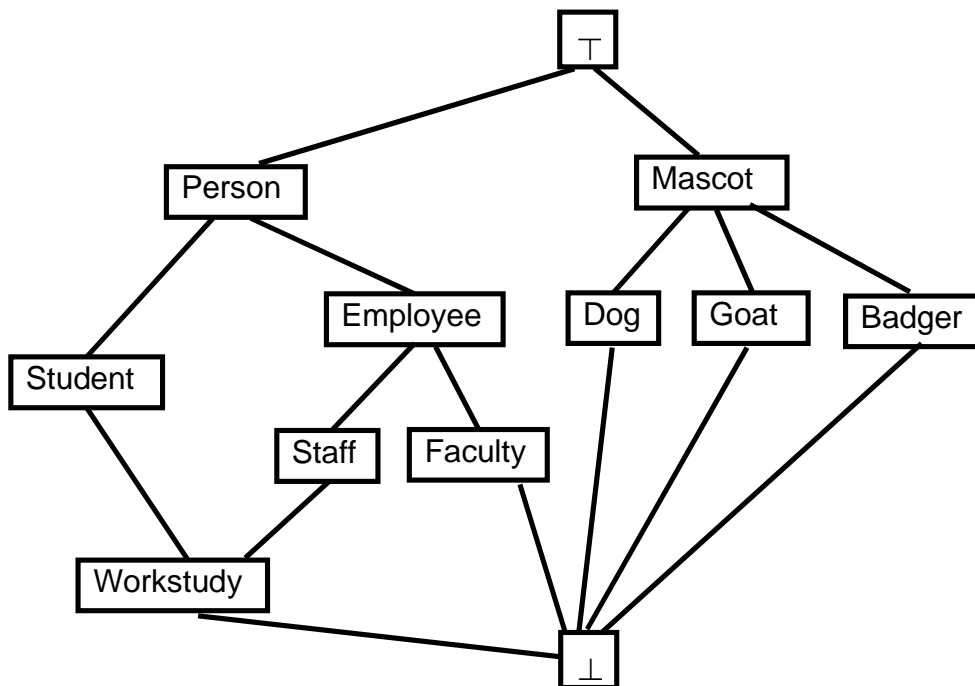 ⊤
Person
Mascot
Employee
Dog
Goat
Badger
Student
Staff
Faculty
Workstudy
⊥